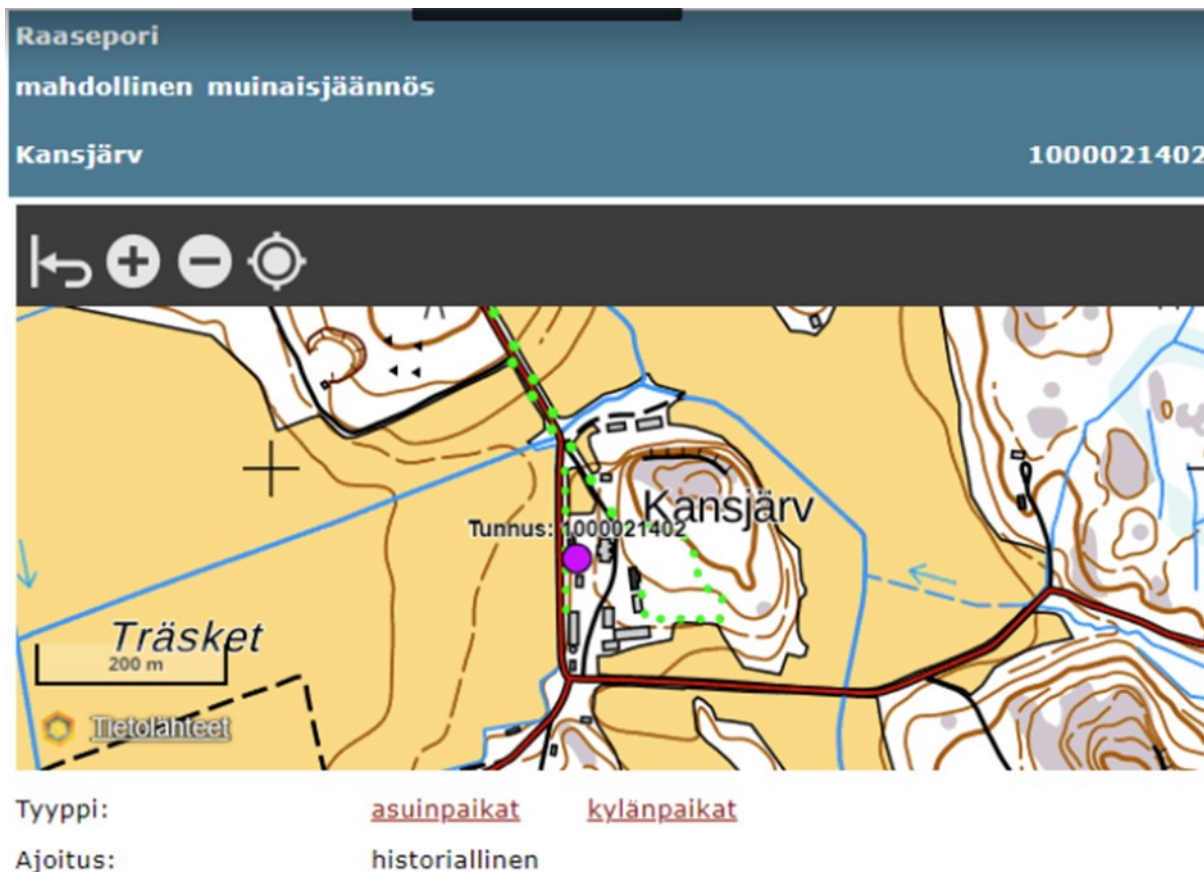 Raasepori
mahdollinen muinaisjäännös
Kansjärv 1000021402
Kansjärv
Tunnus: 1000021402
Träsket
200 m
Tietolähteet
Tyyppi: asuinpaikat kylänpaikat
Ajoitus: historiallinen